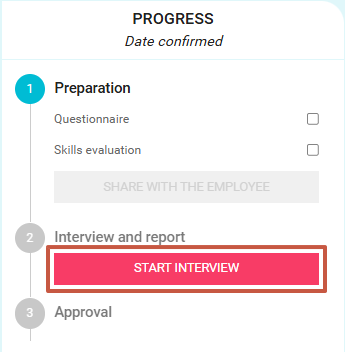 PROGRESS
Date confirmed
1 Preparation
Questionnaire
Skills evaluation
SHARE WITH THE EMPLOYEE
2 Interview and report
START INTERVIEW
3 Approval